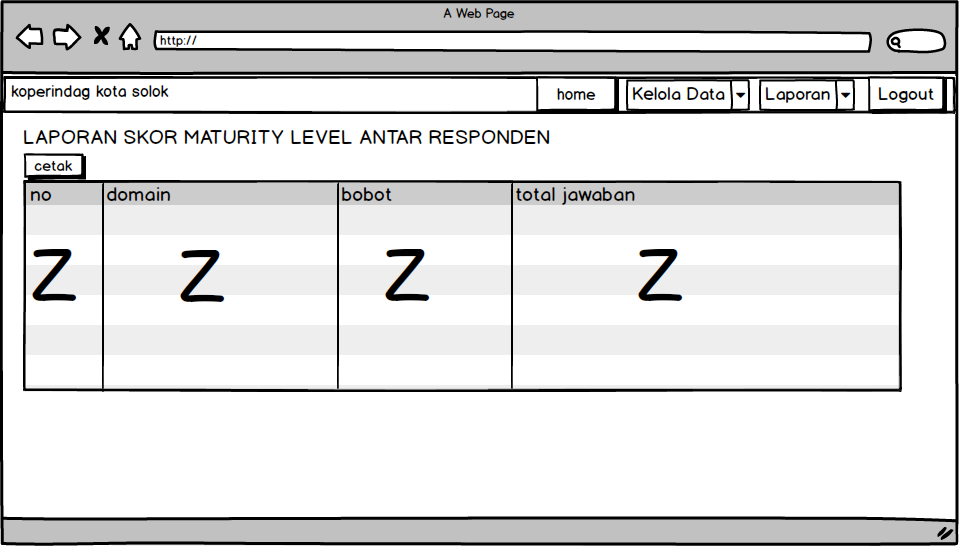 A Web Page
http://
koperindag kota solok home Kelola Data Laporan Logout
LAPORAN SKOR MATURITY LEVEL ANTAR RESPONDEN
cetak
no domain bobot total jawaban
Z Z Z Z